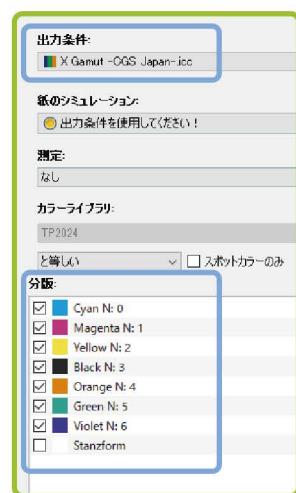 出力条件:
X Gamut -CGS Japan-.icc
紙のシミュレーション:
出力条件を使用してください！
測定:
なし
カラーライブラリ:
TP2024
と等しい
スポットカラーのみ
分版:
Cyan N: 0
Magenta N: 1
Yellow N: 2
Black N: 3
Orange N: 4
Green N: 5
Violet N: 6
Stanzform